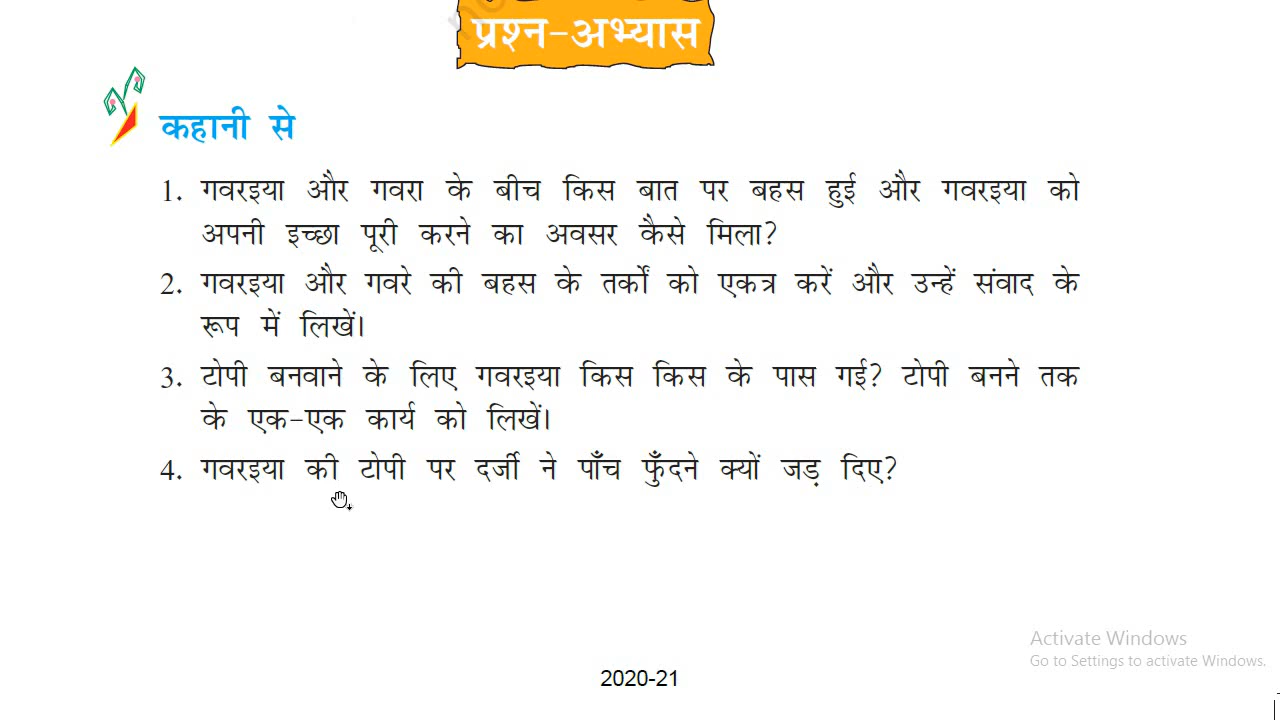 प्रश्न-अभ्यास
कहानी से
1. गवरइया और गवरा के बीच किस बात पर बहस हुई और गवरइया को
अपनी इच्छा पूरी करने का अवसर कैसे मिला?
2. गवरइया और गवरे की बहस के तर्कों को एकत्र करें और उन्हें संवाद के
रूप में लिखें।
3. टोपी बनवाने के लिए गवरइया किस किस के पास गई? टोपी बनने तक
के एक-एक कार्य को लिखें।
4. गवरइया की टोपी पर दर्जी ने पाँच फुँदने क्यों जड़ दिए?
Activate Windows
Go to Settings to activate Windows.
2020-21